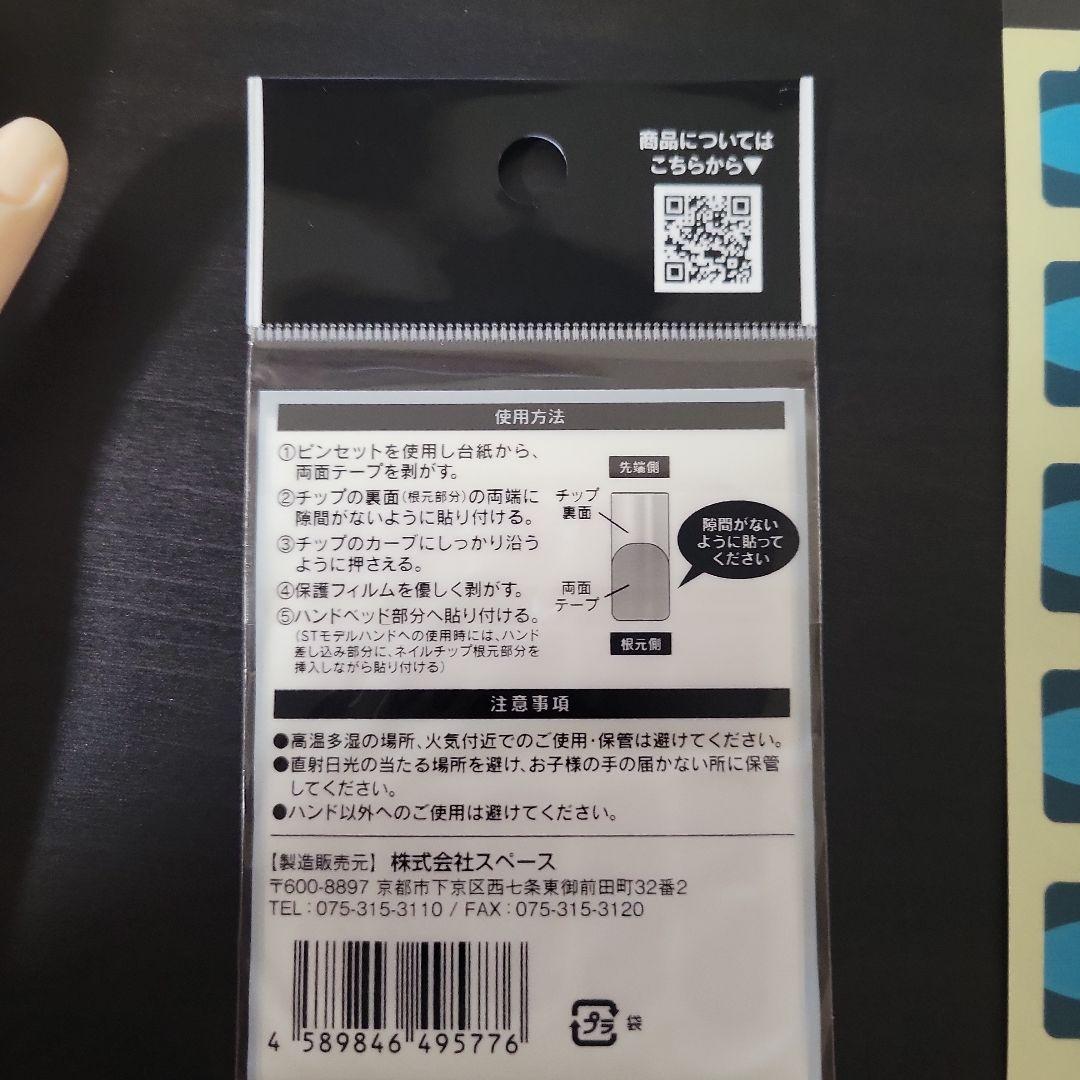 商品については
こちらから▼
使用方法
①ピンセットを使用し台紙から、
両面テープを剥がす。
②チップの裏面(根元部分)の両端に
隙間がないように貼り付ける。
③チップのカーブにしっかり沿う
ように押さえる。
④保護フィルムを優しく剥がす。
⑤ハンドベッド部分へ貼り付ける。
(STモデルハンドへの使用時には、ハンド
差し込み部分に、ネイルチップ根元部分を
挿入しながら貼り付ける)
先端側
チップ
裏面
隙間がない
ように貼って
ください
両面
テープ
根元側
注意事項
●高温多湿の場所、火気付近でのご使用・保管は避けてください。
●直射日光の当たる場所を避け、お子様の手の届かない所に保管
してください。
●ハンド以外へのご使用は避けてください。
【製造販売元】 株式会社スペース
〒600-8897 京都市下京区西七条東御前田町32番2
TEL:075-315-3110 / FAX:075-315-3120
4 589846 495776
プラ 袋